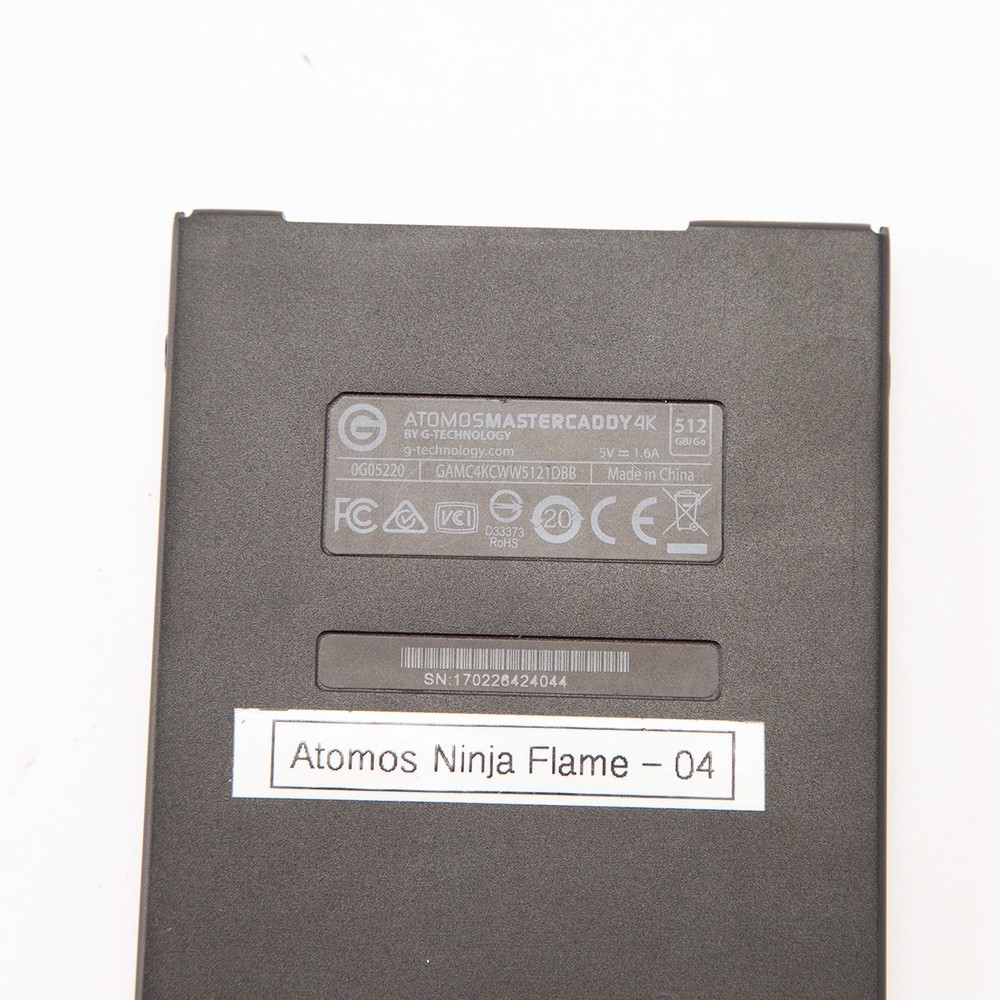 G ATOMOSMASTERCADDY4K 512
BY G-TECHNOLOGY GB/Go
g-technology.com 5V ⎓ 1.6A
0G05220 GAMC4KCWW5121DBB Made in China
FC VCI 20 CE
D33373
RoHS
SN:170226424044
Atomos Ninja Flame - 04